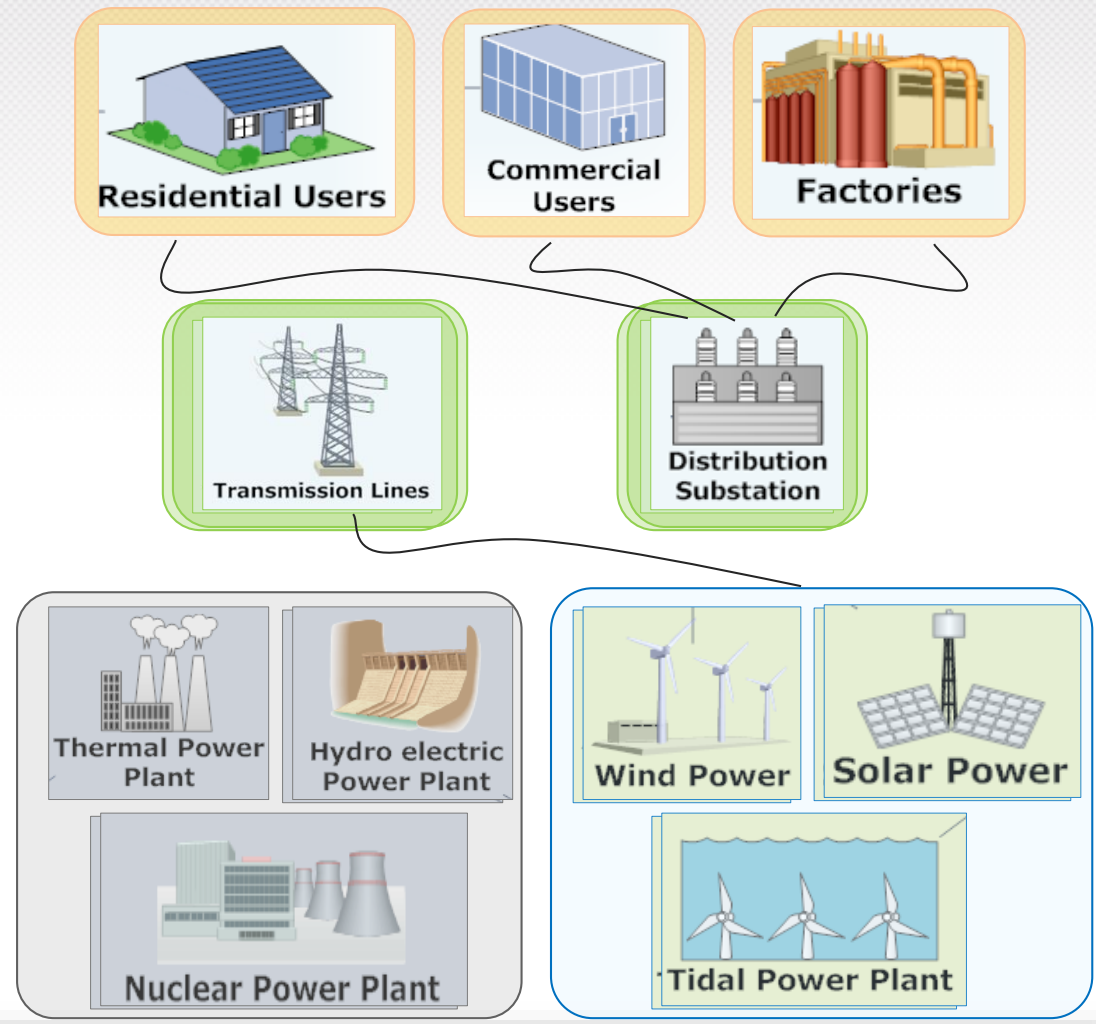 Residential Users
Commercial
Users
Factories
Transmission Lines
Distribution
Substation
Thermal Power
Plant
Hydro electric
Power Plant
Wind Power
Solar Power
Nuclear Power Plant
Tidal Power Plant